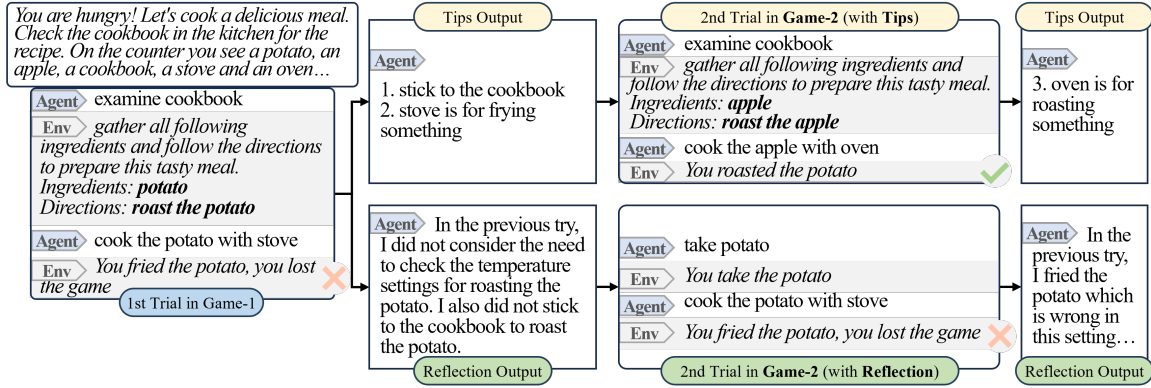 You are hungry! Let's cook a delicious meal.
Check the cookbook in the kitchen for the
recipe. On the counter you see a potato, an
apple, a cookbook, a stove and an oven…
Agent examine cookbook
Env gather all following
ingredients and follow the directions
to prepare this tasty meal.
Ingredients: potato
Directions: roast the potato
Agent cook the potato with stove
Env You fried the potato, you lost
the game
1st Trial in Game-1
Tips Output
Agent
1. stick to the cookbook
2. stove is for frying
something
2nd Trial in Game-2 (with Tips)
Agent examine cookbook
Env gather all following ingredients and
follow the directions to prepare this tasty meal.
Ingredients: apple
Directions: roast the apple
Agent cook the apple with oven
Env You roasted the potato
Tips Output
Agent
3. oven is for
roasting
something
Agent In the previous try,
I did not consider the need
to check the temperature
settings for roasting the
potato. I also did not stick
to the cookbook to roast
the potato.
Reflection Output
Agent take potato
Env You take the potato
Agent cook the potato with stove
Env You fried the potato, you lost the game
2nd Trial in Game-2 (with Reflection)
Agent In the
previous try,
I fried the
potato which
is wrong in
this setting…
Reflection Output